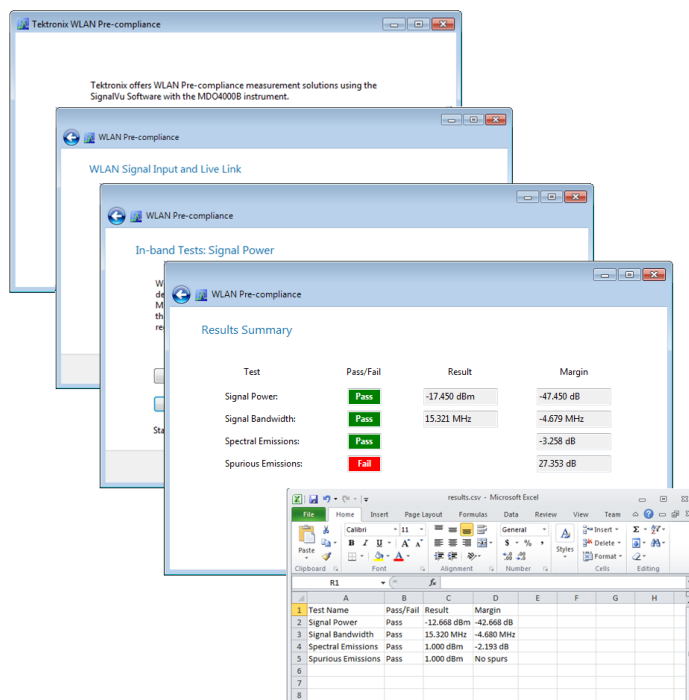 Tektronix WLAN Pre-compliance
Tektronix offers WLAN Pre-compliance measurement solutions using the
SignalVu Software with the MDO4000B instrument.
WLAN Pre-compliance
WLAN Signal Input and Live Link
WLAN Pre-compliance
In-band Tests: Signal Power
W
de
M
th
re
Sta
WLAN Pre-compliance
Results Summary
Test Pass/Fail Result Margin
Signal Power: Pass -17.450 dBm -47.450 dB
Signal Bandwidth: Pass 15.321 MHz -4.679 MHz
Spectral Emissions: Pass -3.258 dB
Spurious Emissions: Fail 27.353 dB
results.csv - Microsoft Excel
File Home Insert Page Layout Formulas Data Review View Team
Calibri 11 General Insert Σ
Paste B I U A A $ % , Styles Delete
A Format
Clipboard Font Alignment Number Cells Editing
R1 fx
A B C D E F G H
1 Test Name Pass/Fail Result Margin
2 Signal Power Pass -12.668 dBm -42.668 dB
3 Signal Bandwidth Pass 15.320 MHz -4.680 MHz
4 Spectral Emissions Pass 1.000 dBm -2.193 dB
5 Spurious Emissions Pass 1.000 dBm No spurs
6
7
8